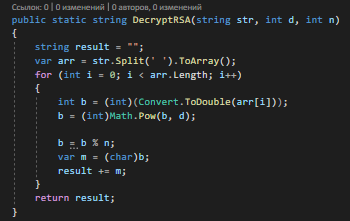 Ссылок: 0 | 0 изменений | 0 авторов, 0 изменений
public static string DecryptRSA(string str, int d, int n)
{
string result = "";
var arr = str.Split(' ').ToArray();
for (int i = 0; i < arr.Length; i++)
{
int b = (int)(Convert.ToDouble(arr[i]));
b = (int)Math.Pow(b, d);
b = b % n;
var m = (char)b;
result += m;
}
return result;
}